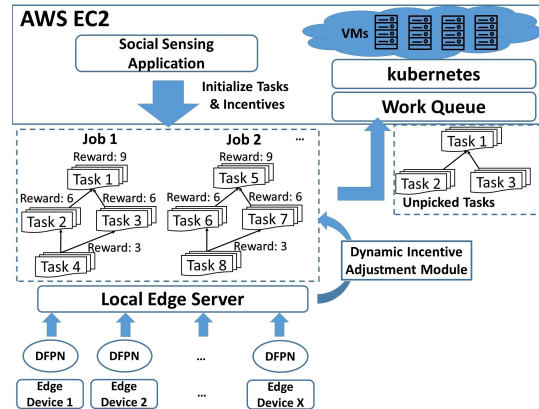 AWS EC2
Social Sensing
Application
VMs
kubernetes
Work Queue
Initialize Tasks
& Incentives
Job 1
Job 2
...
Reward: 9
Task 1
Reward: 6
Reward: 6
Task 2
Task 3
Reward: 3
Task 4
Reward: 9
Task 5
Reward: 6
Reward: 6
Task 6
Task 7
Reward: 3
Task 8
Task 1
Task 2
Task 3
Unpicked Tasks
Dynamic Incentive
Adjustment Module
Local Edge Server
DFPN
DFPN
...
DFPN
Edge
Device 1
Edge
Device 2
...
Edge
Device X